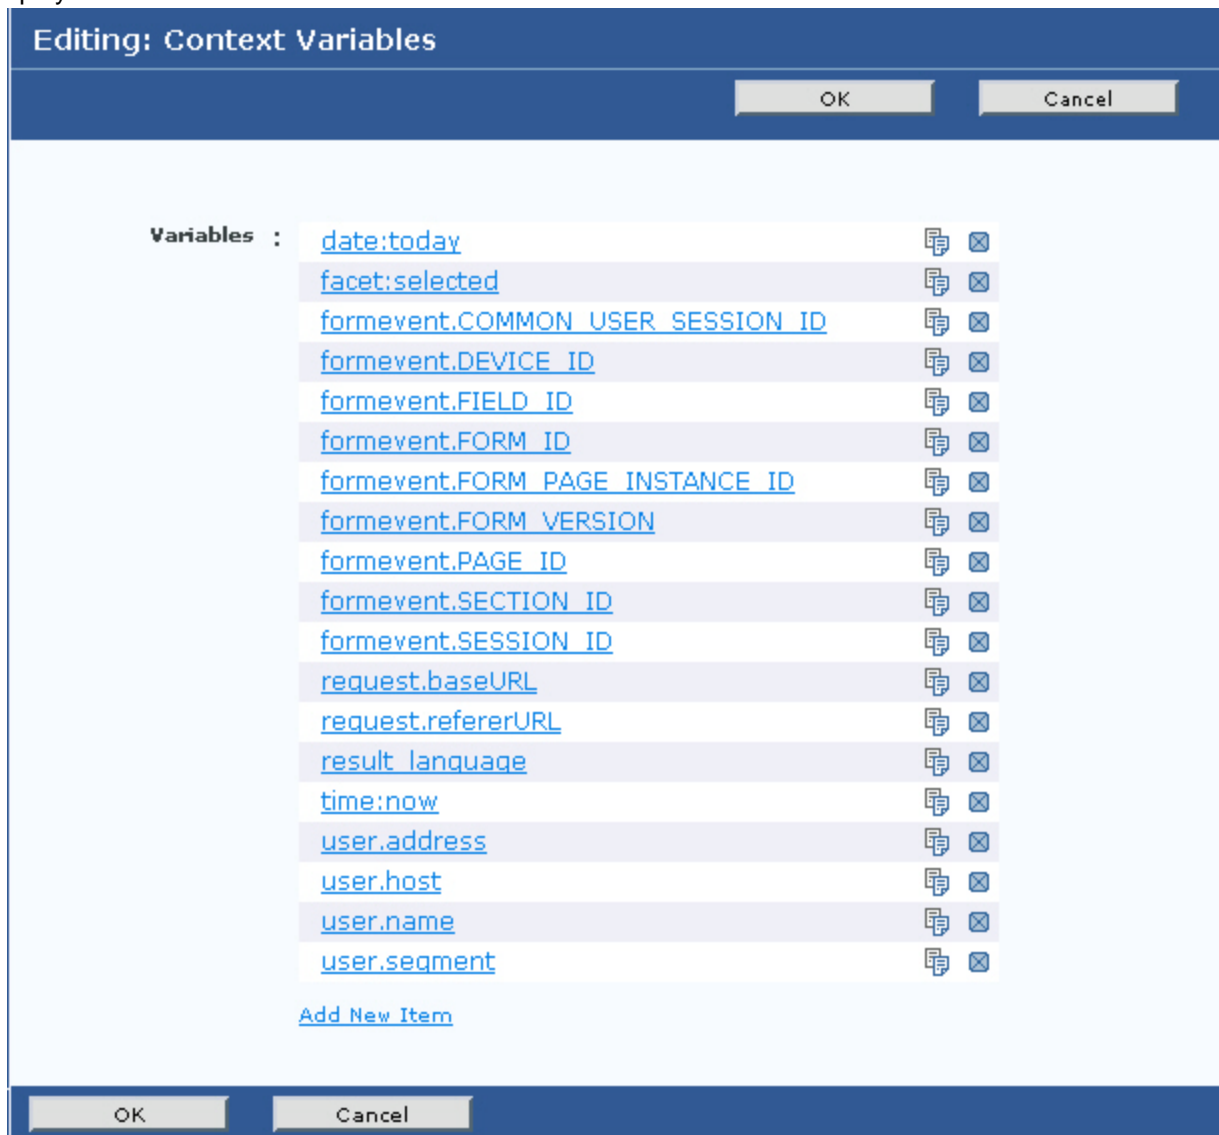 Editing: Context Variables
OK Cancel
Variables : date:today
facet:selected
formevent.COMMON_USER_SESSION_ID
formevent.DEVICE_ID
formevent.FIELD_ID
formevent.FORM_ID
formevent.FORM_PAGE_INSTANCE_ID
formevent.FORM_VERSION
formevent.PAGE_ID
formevent.SECTION_ID
formevent.SESSION_ID
request.baseURL
request.refererURL
result_language
time:now
user.address
user.host
user.name
user.segment
Add New Item
OK Cancel